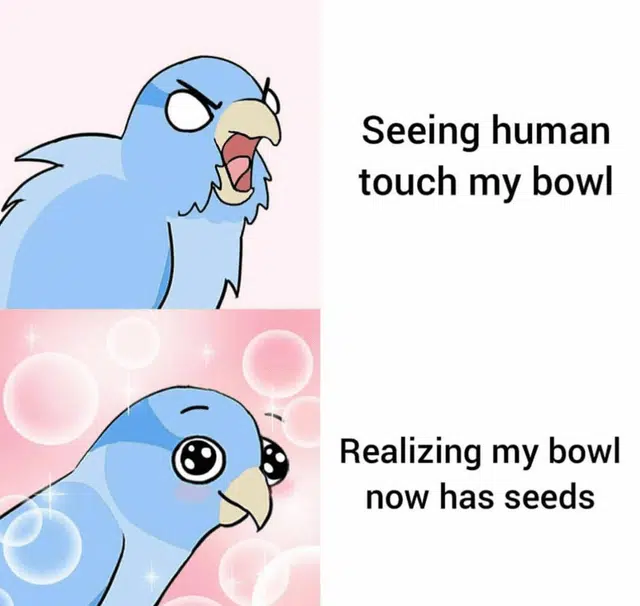 Seeing human
touch my bowl
Realizing my bowl
now has seeds